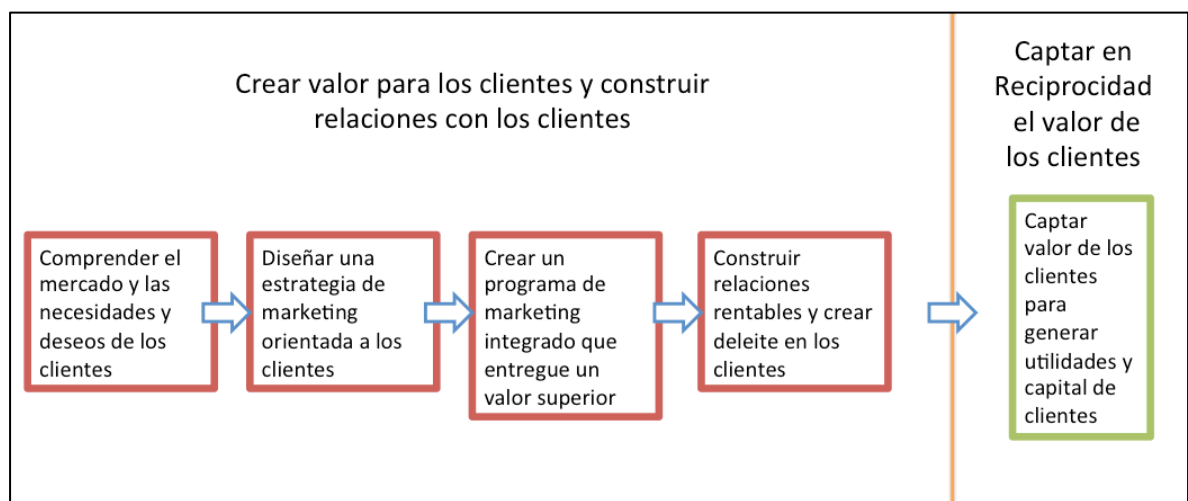 Crear valor para los clientes y construir
relaciones con los clientes
Captar en
Reciprocidad
el valor de
los clientes
Comprender el
mercado y las
necesidades y
deseos de los
clientes
Diseñar una
estrategia de
marketing
orientada a los
clientes
Crear un
programa de
marketing
integrado que
entregue un
valor superior
Construir
relaciones
rentables y crear
deleite en los
clientes
Captar
valor de los
clientes
para
generar
utilidades y
capital de
clientes